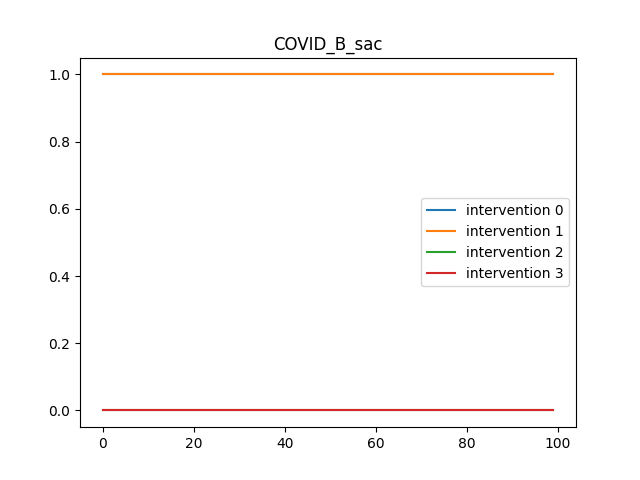 COVID_B_sac
1.0
0.8
0.6
0.4
0.2
0.0
intervention 0
intervention 1
intervention 2
intervention 3
0
20
40
60
80
100